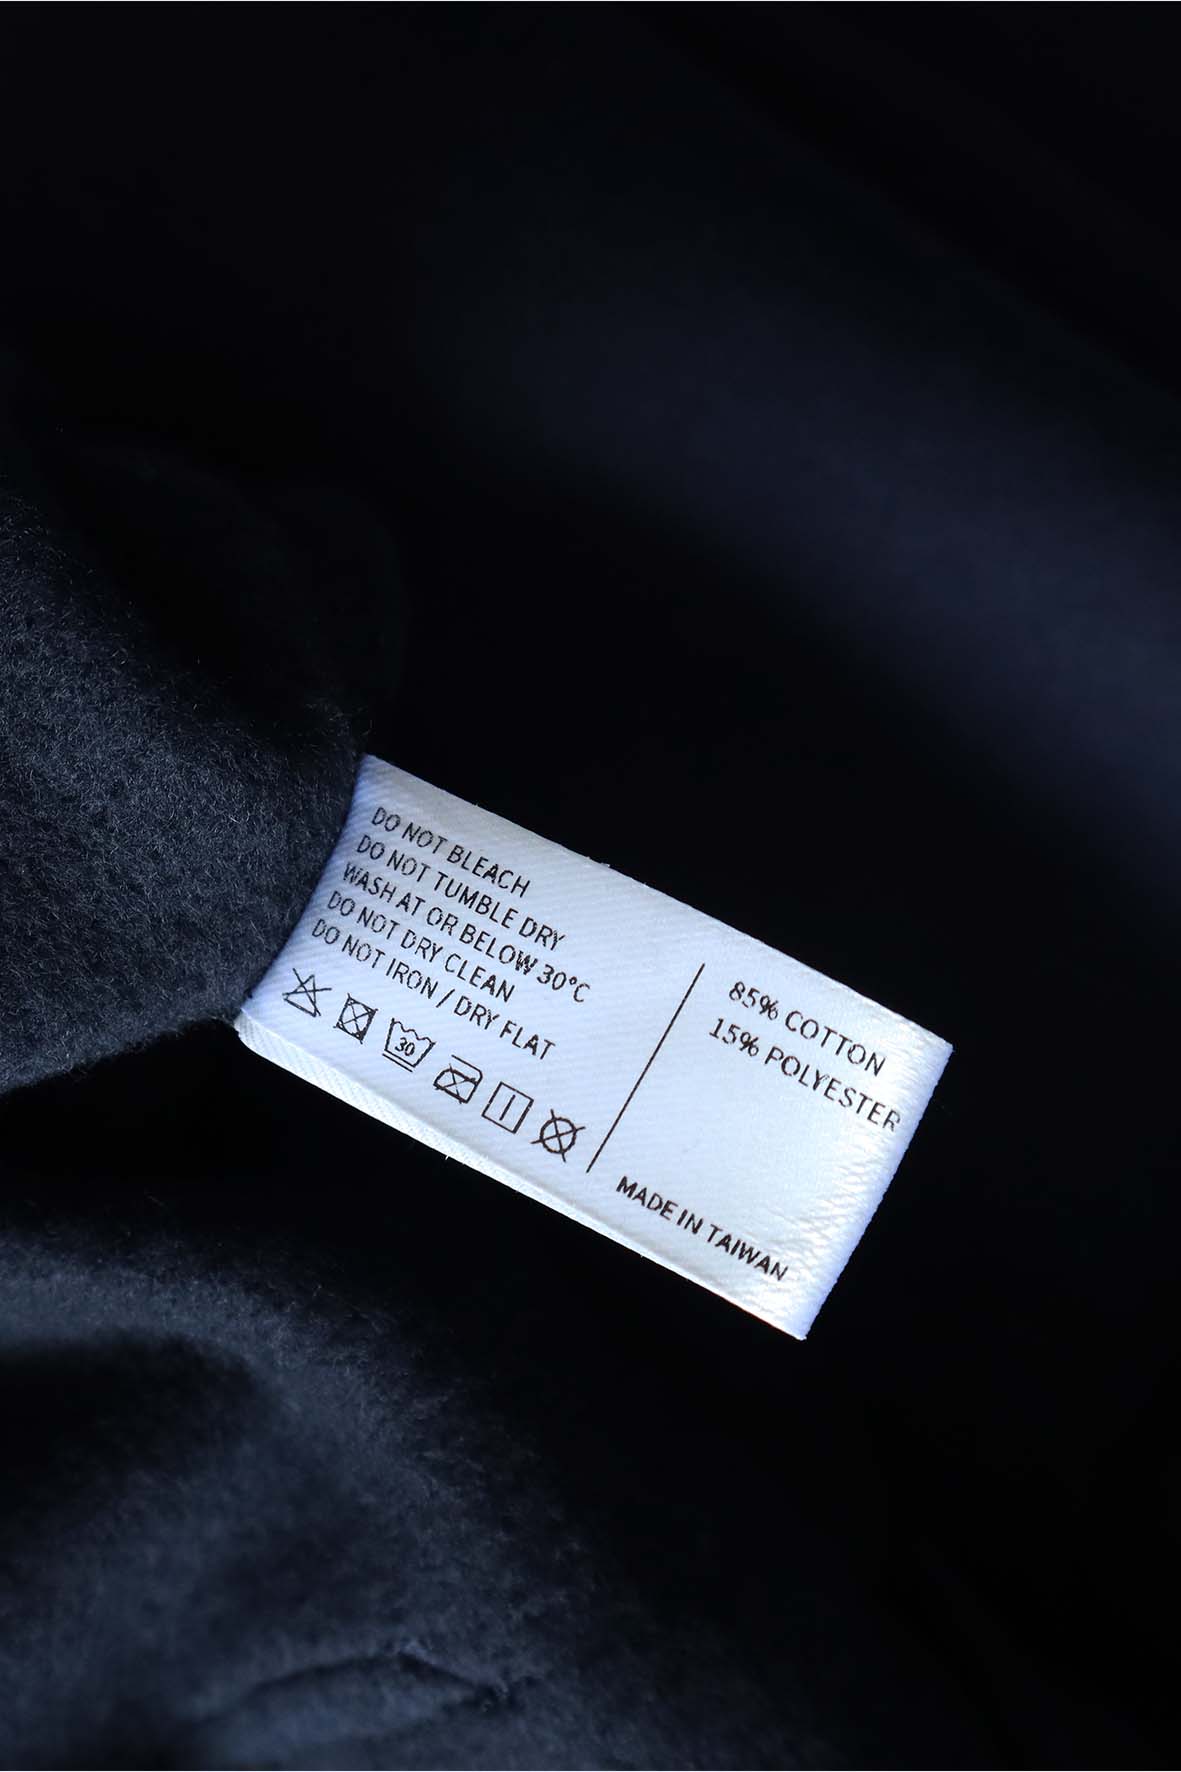 DO NOT BLEACH
DO NOT TUMBLE DRY
WASH AT OR BELOW 30°C
DO NOT DRY CLEAN
DO NOT IRON / DRY FLAT
30
85% COTTON
15% POLYESTER
MADE IN TAIWAN